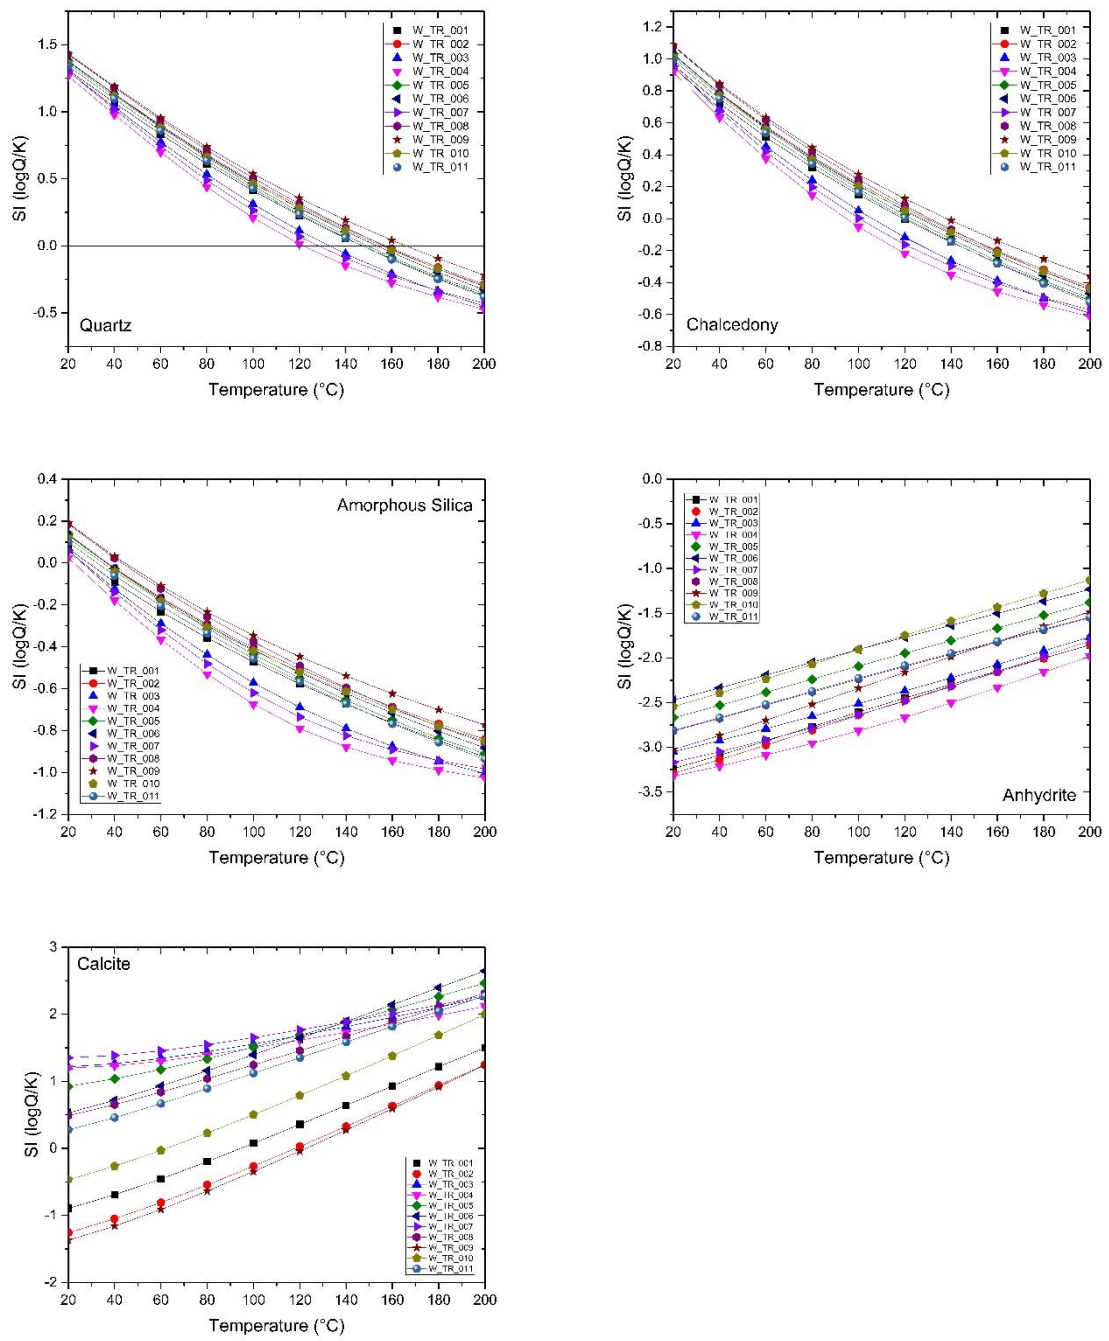 1.5
1.0
0.5
0.0
-0.5
SI (logQ/K)
W_TR_001
W_TR_002
W_TR_003
W_TR_004
W_TR_005
W_TR_006
W_TR_007
W_TR_008
W_TR_009
W_TR_010
W_TR_011
Quartz
20 40 60 80 100 120 140 160 180 200
Temperature (°C)
1.2
1.0
0.8
0.6
0.4
0.2
0.0
-0.2
-0.4
-0.6
-0.8
SI (logQ/K)
W_TR_001
W_TR_002
W_TR_003
W_TR_004
W_TR_005
W_TR_006
W_TR_007
W_TR_008
W_TR_009
W_TR_010
W_TR_011
Chalcedony
20 40 60 80 100 120 140 160 180 200
Temperature (°C)
0.4
0.2
0.0
-0.2
-0.4
-0.6
-0.8
-1.0
-1.2
SI (logQ/K)
Amorphous Silica
W_TR_001
W_TR_002
W_TR_003
W_TR_004
W_TR_005
W_TR_006
W_TR_007
W_TR_008
W_TR_009
W_TR_010
W_TR_011
20 40 60 80 100 120 140 160 180 200
Temperature (°C)
0.0
-0.5
-1.0
-1.5
-2.0
-2.5
-3.0
-3.5
SI (logQ/K)
W_TR_001
W_TR_002
W_TR_003
W_TR_004
W_TR_005
W_TR_006
W_TR_007
W_TR_008
W_TR_009
W_TR_010
W_TR_011
Anhydrite
20 40 60 80 100 120 140 160 180 200
Temperature (°C)
3
2
1
0
-1
-2
SI (logQ/K)
Calcite
W_TR_001
W_TR_002
W_TR_003
W_TR_004
W_TR_005
W_TR_006
W_TR_007
W_TR_008
W_TR_009
W_TR_010
W_TR_011
20 40 60 80 100 120 140 160 180 200
Temperature (°C)